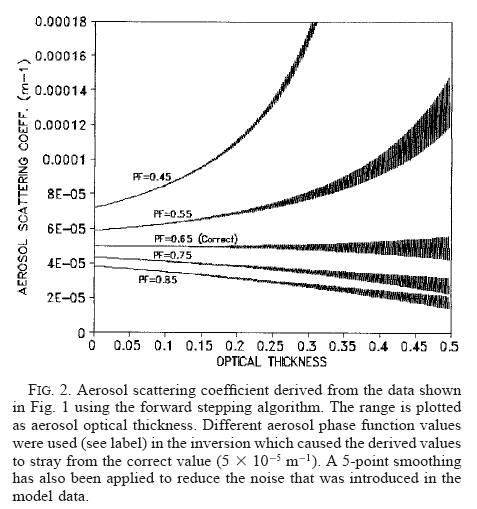 0.00018
0.00016
0.00014
0.00012
0.0001
8E-05
6E-05
4E-05
2E-05
0
AEROSOL SCATTERING COEFF. (m-1)
PF=0.45
PF=0.55
PF=0.65 (Correct)
PF=0.75
PF=0.85
0 0.05 0.1 0.15 0.2 0.25 0.3 0.35 0.4 0.45 0.5
OPTICAL THICKNESS
FIG. 2. Aerosol scattering coefficient derived from the data shown
in Fig. 1 using the forward stepping algorithm. The range is plotted
as aerosol optical thickness. Different aerosol phase function values
were used (see label) in the inversion which caused the derived values
to stray from the correct value (5 × 10⁻⁵ m⁻¹). A 5-point smoothing
has also been applied to reduce the noise that was introduced in the
model data.